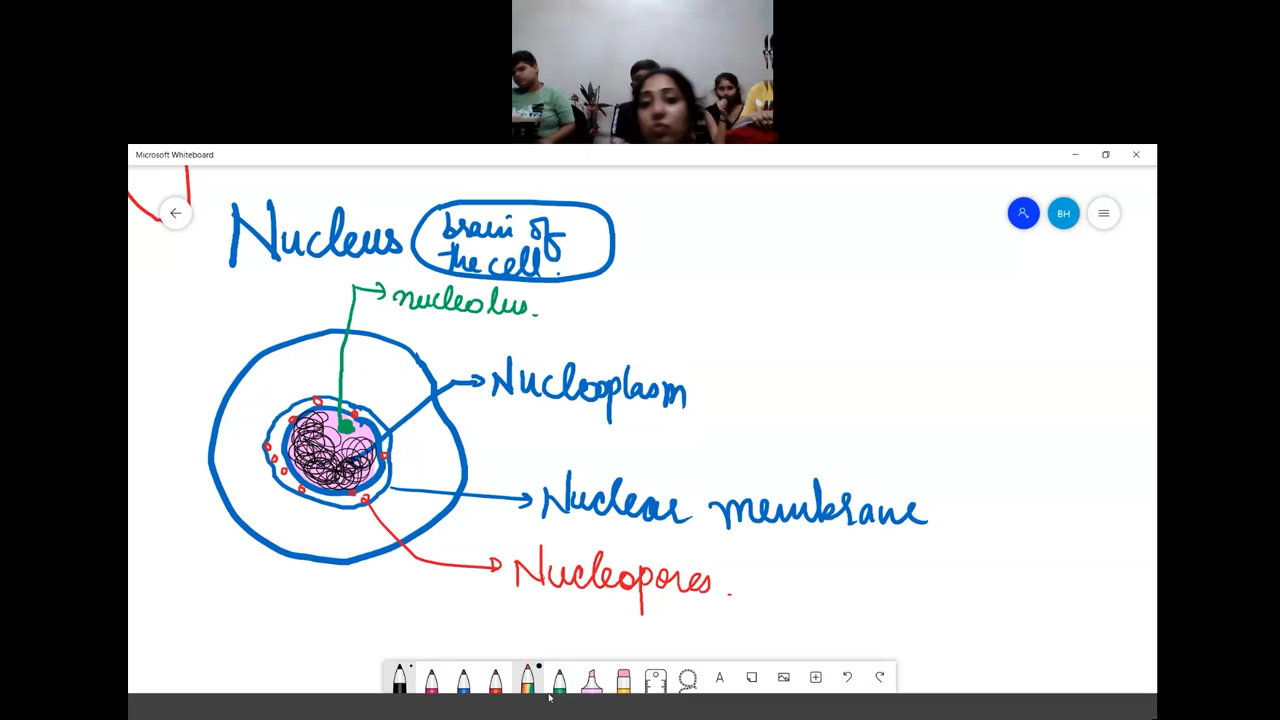 Microsoft Whiteboard
Nucleus
brain of
the cell.
BH
nucleolus.
Nucleoplasm
Nuclear membrane
Nucleopores.
A